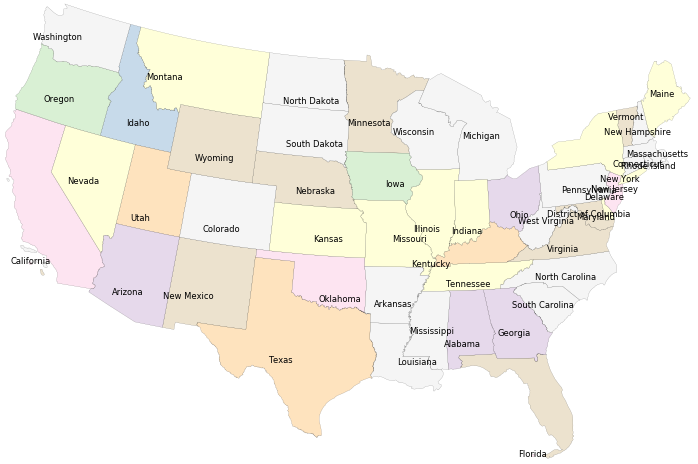 Washington
Maine
Montana
Oregon
North Dakota
Vermont
Idaho
Minnesota
New Hampshire
Wisconsin
Michigan
South Dakota
Massachusetts
Wyoming
Connecticut
Rhode Island
Nevada
Iowa
New York
Nebraska
Pennsylvania
New Jersey
Delaware
Utah
Ohio
District of Columbia
Maryland
West Virginia
Colorado
Illinois
Indiana
Kansas
Missouri
Virginia
California
Kentucky
North Carolina
Tennessee
Arizona
New Mexico
Oklahoma
Arkansas
South Carolina
Mississippi
Georgia
Alabama
Texas
Louisiana
Florida